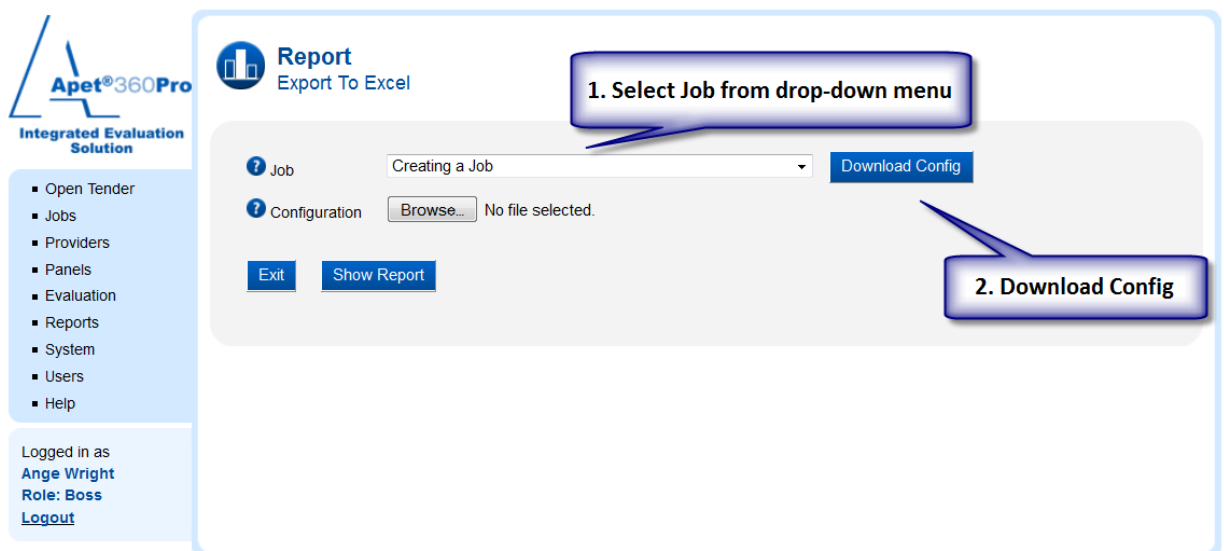 Apet®360Pro
Integrated Evaluation
Solution
Open Tender
Jobs
Providers
Panels
Evaluation
Reports
System
Users
Help
Logged in as
Ange Wright
Role: Boss
Logout
Report
Export To Excel
1. Select Job from drop-down menu
? Job Creating a Job Download Config
? Configuration Browse... No file selected.
Exit Show Report
2. Download Config